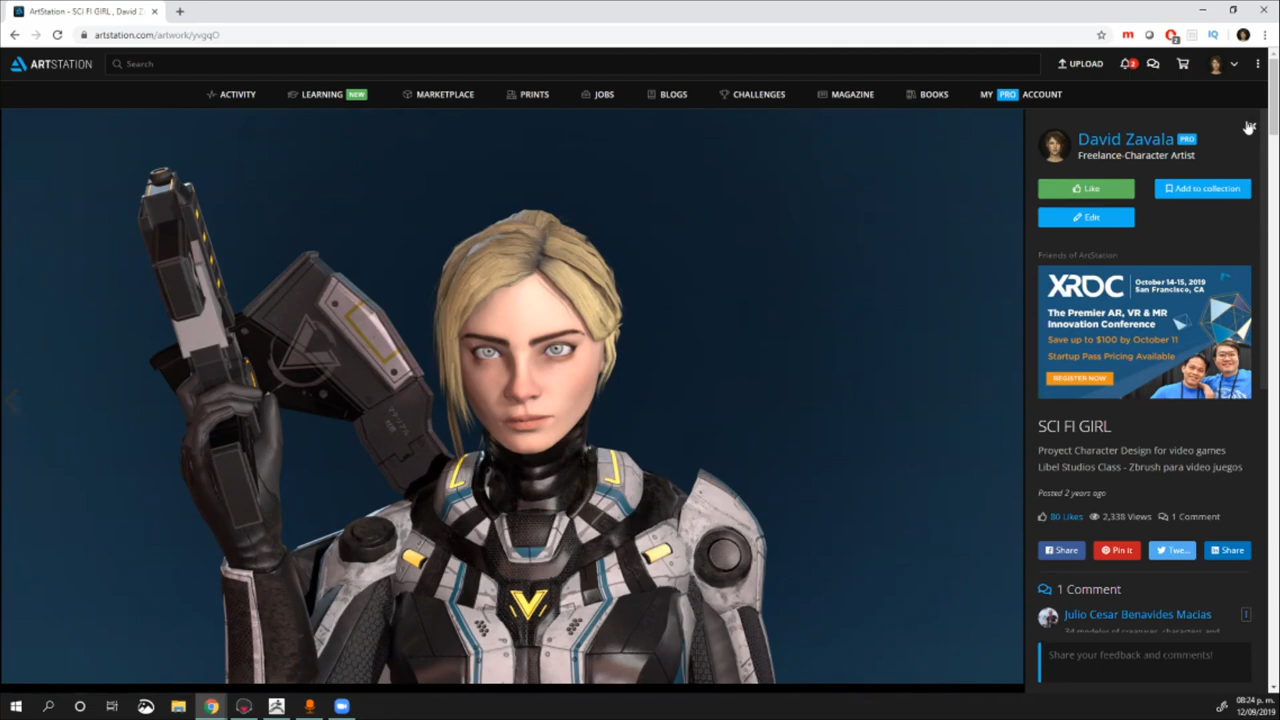 ArtStation - SCI FI GIRL , David Z
artstation.com/artwork/yvgqO
ARTSTATION
Search
UPLOAD
2
ACTIVITY
LEARNING NEW
MARKETPLACE
PRINTS
JOBS
BLOGS
CHALLENGES
MAGAZINE
BOOKS
MY PRO ACCOUNT
David Zavala PRO
Freelance-Character Artist
Like
Add to collection
Edit
Friends of ArtStation
XRDC
October 14-15, 2019
San Francisco, CA
The Premier AR, VR & MR
Innovation Conference
Save up to $100 by October 11
Startup Pass Pricing Available
REGISTER NOW
SCI FI GIRL
Proyect Character Design for video games
Libel Studios Class - Zbrush para video juegos
Posted 2 years ago
80 Likes 2,338 Views 1 Comment
Share
Pin it
Twe...
Share
1 Comment
Julio Cesar Benavides Macias
Share your feedback and comments!
08:24 p. m.
12/09/2019